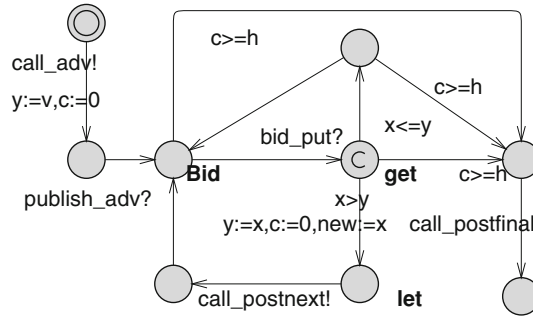 c>=h
call_adv!
y:=v,c:=0
c>=h
bid_put?
x<=y
C
Bid
get
c>=h
publish_adv?
x>y
y:=x,c:=0,new:=x
call_postfinal
call_postnext!
let